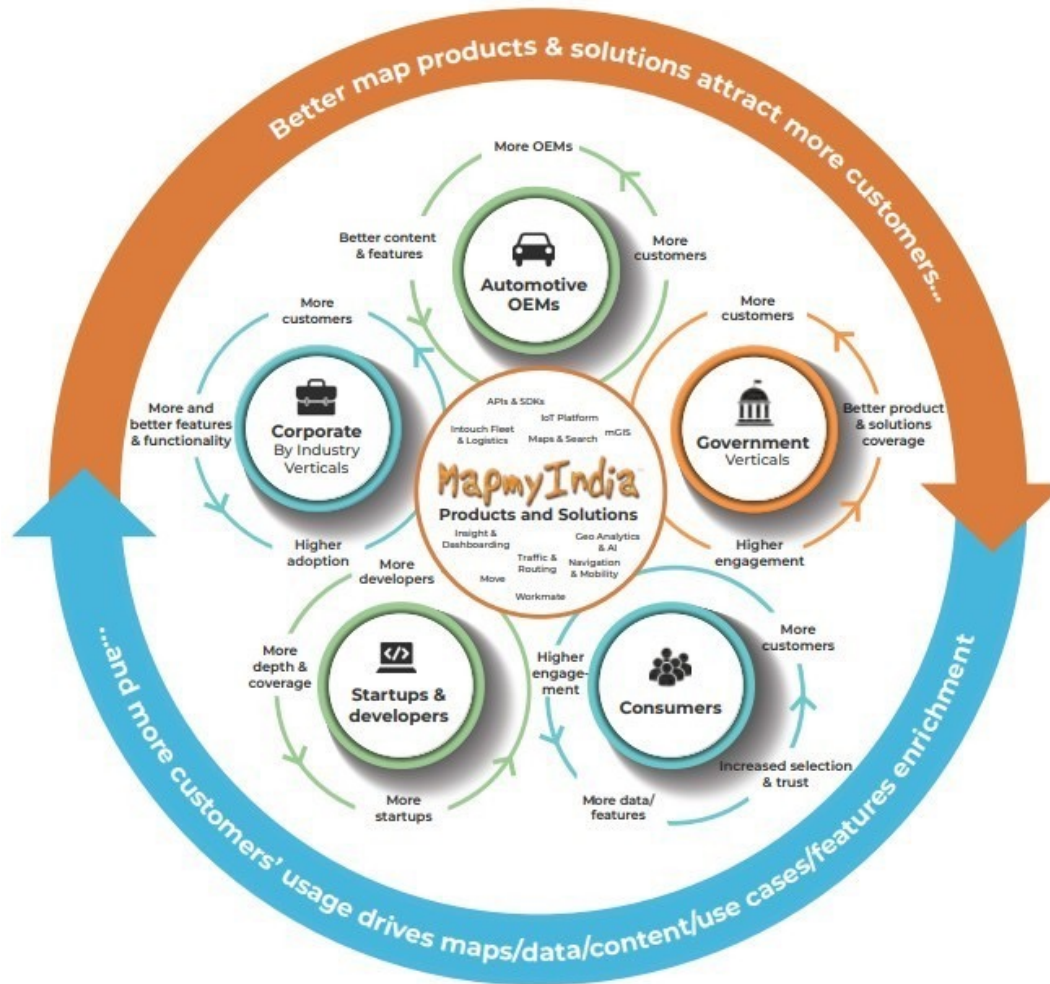 Better map products & solutions attract more customers...
More OEMs
Better content
& features
More
customers
Automotive
OEMs
More
customers
More and
better features
& functionality
Higher
adoption
Corporate
By Industry
Verticals
More
customers
Better product
& solutions
coverage
Higher
engagement
Government
Verticals
APIs & SDKs
IoT Platform
Intouch Fleet
& Logistics
Maps & Search
mGIS
MapmyIndia
Products and Solutions
Insight &
Dashboarding
Geo Analytics
& AI
Traffic &
Routing
Navigation
& Mobility
Move
Workmate
More
developers
More
depth &
coverage
More
startups
Startups &
developers
Higher
engage-
ment
More
customers
Consumers
Increased selection
& trust
More data/
features
...and more customers' usage drives maps/data/content/use cases/features enrichment